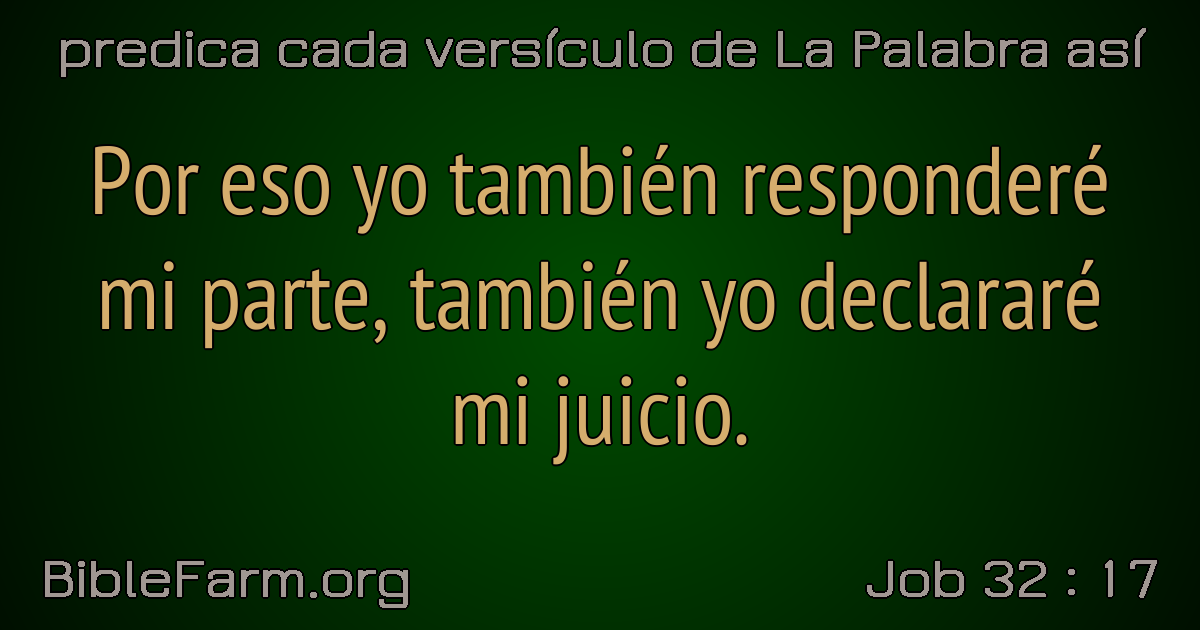 predica cada versículo de La Palabra así
Por eso yo también responderé
mi parte, también yo declararé
mi juicio.
BibleFarm.org
Job 32 : 17